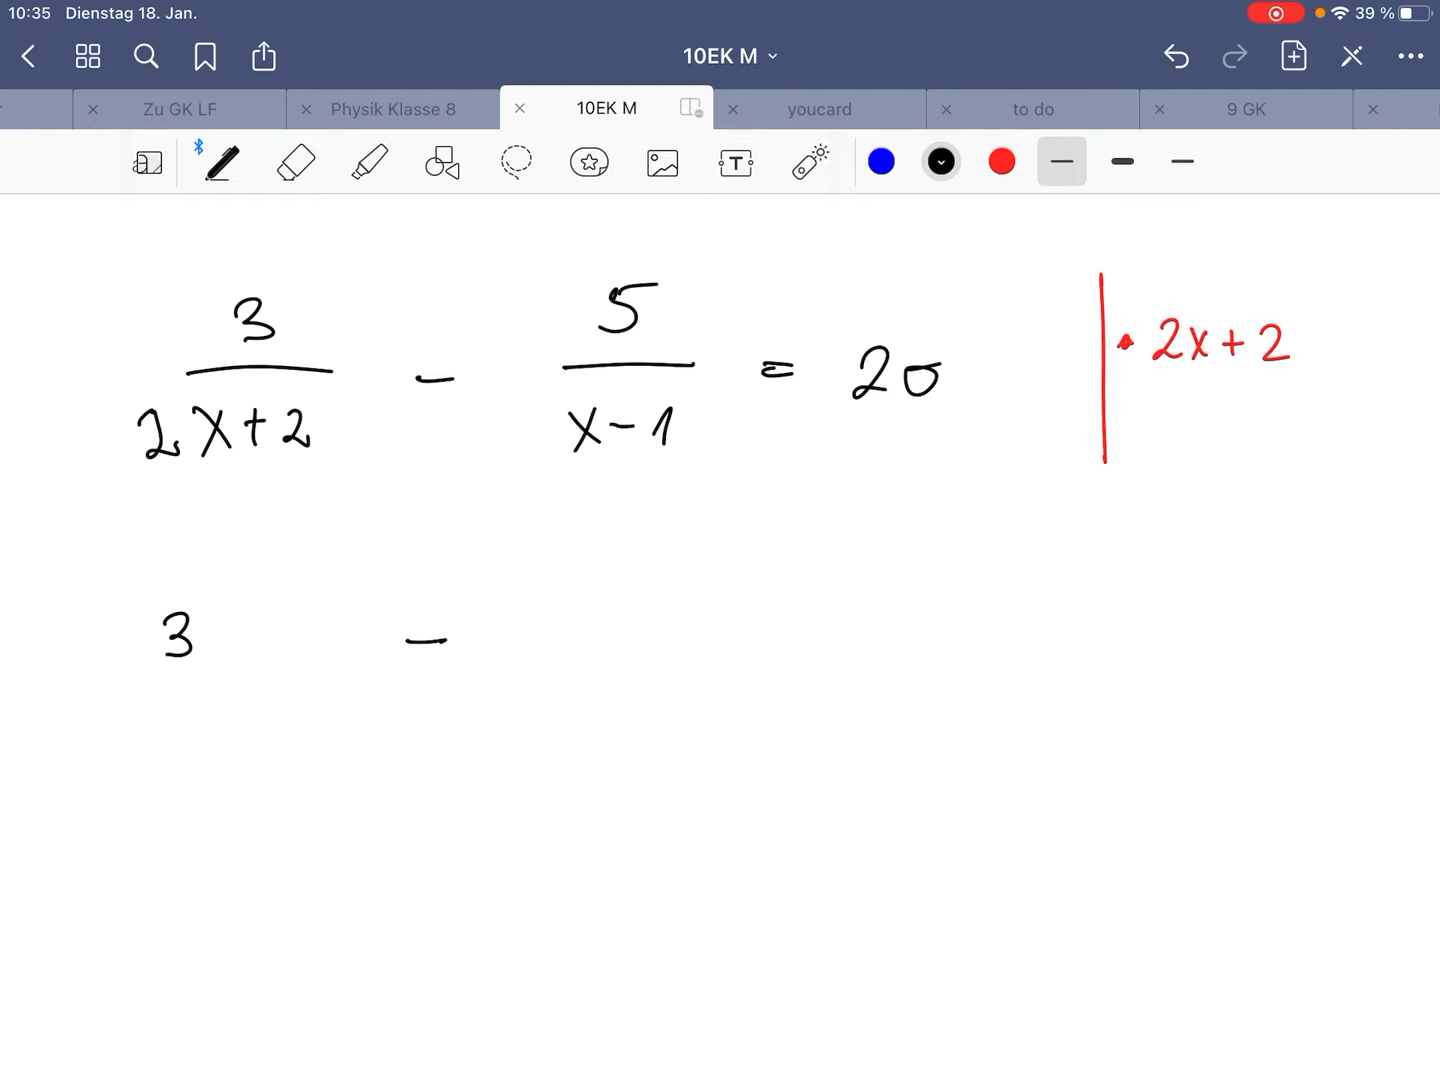 10:35 Dienstag 18. Jan. 39 %
10EK M
Zu GK LF Physik Klasse 8 10EK M youcard to do 9 GK
3 5
— - — = 20 | · 2x+2
2x+2 x-1
3 -